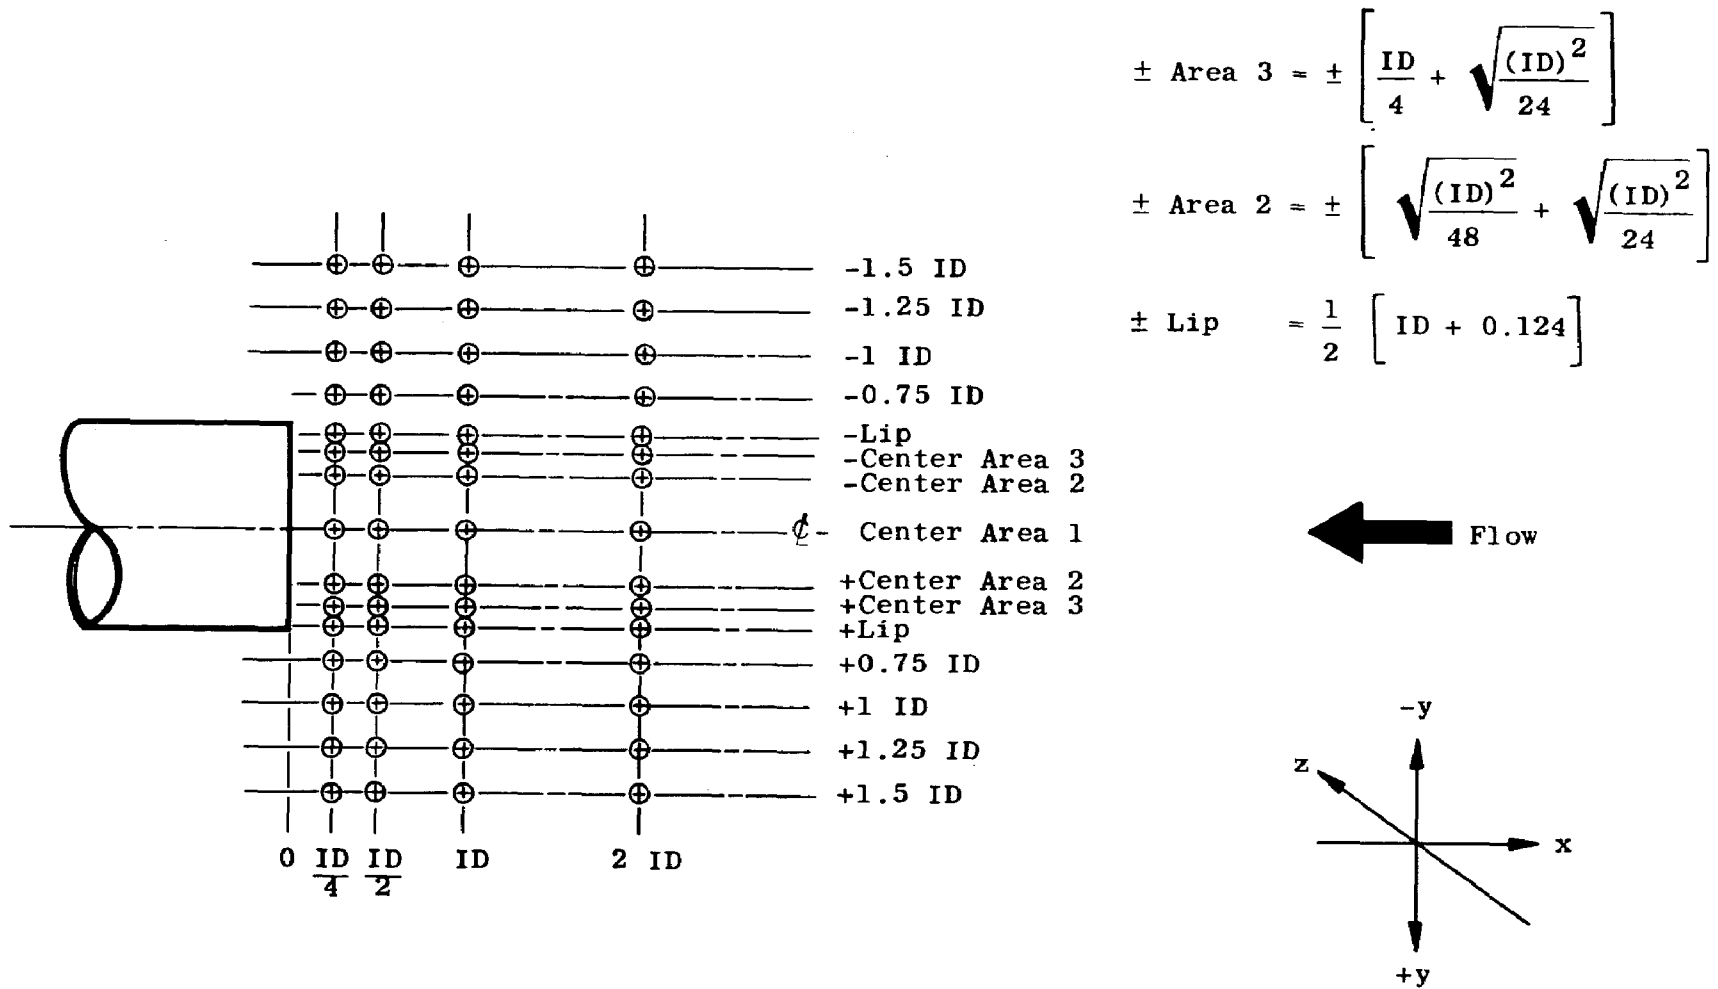 ± Area 3 = ± [ ID/4 + √((ID)²/24) ]
± Area 2 = ± [ √((ID)²/48) + √((ID)²/24) ]
± Lip = 1/2 [ ID + 0.124 ]
-1.5 ID
-1.25 ID
-1 ID
-0.75 ID
-Lip
-Center Area 3
-Center Area 2
℄- Center Area 1
+Center Area 2
+Center Area 3
+Lip
+0.75 ID
+1 ID
+1.25 ID
+1.5 ID
0 ID/4 ID/2 ID 2 ID
Flow
-y
z
x
+y